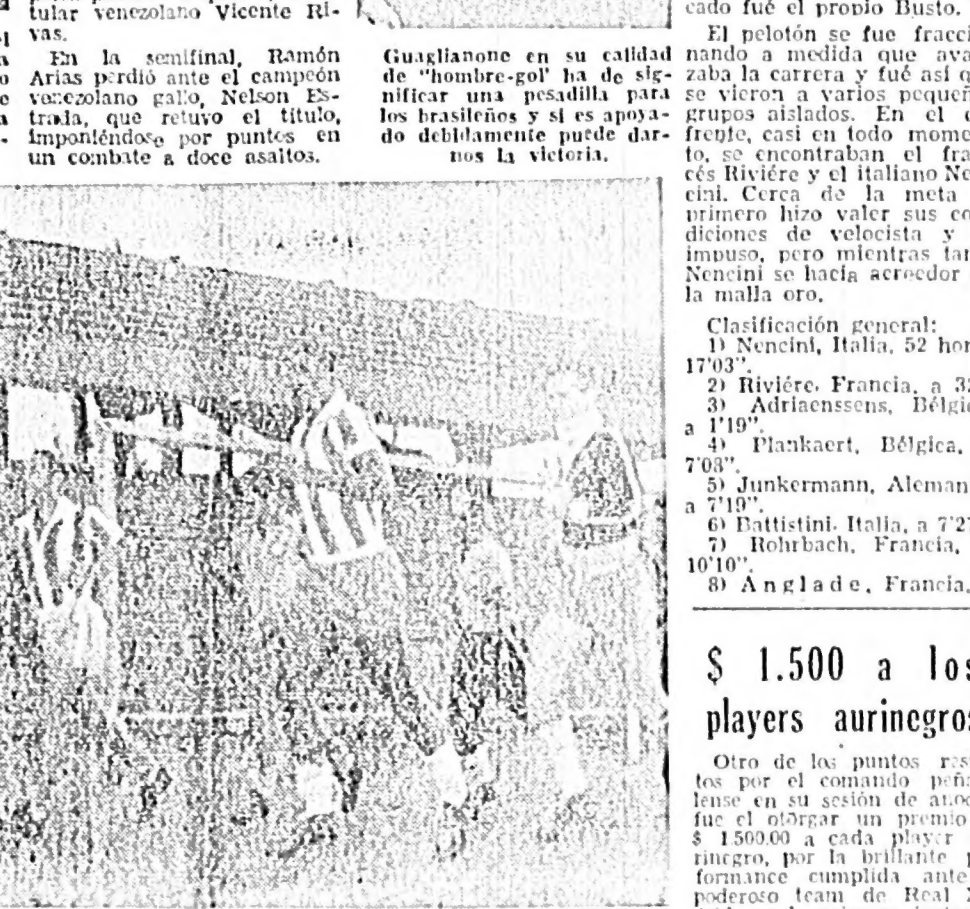 tular venezolano Vicente Ri-
vas.
En la semifinal, Ramón
Arias perdió ante el campeón
venezolano gallo, Nelson Es-
trada, que retuvo el título,
imponiéndose por puntos en
un combate a doce asaltos.
Guaglianone en su calidad
de "hombre-gol' ha de sig-
nificar una pesadilla para
los brasileños y si es apoya-
do debidamente puede dar-
nos la victoria.
cado fué el propio Busto.
El pelotón se fue fracci
nando a medida que ava
zaba la carrera y fué así q
se vieron a varios pequeñ
grupos aislados. En el
frente, casi en todo mome
to, se encontraban el fra
cés Riviére y el italiano Ne
cini. Cerca de la meta
primero hizo valer sus co
diciones de velocista y
impuso, pero mientras tan
Nencini se hacía acreedor
la malla oro.
Clasificación general:
1) Nencini, Italia, 52 hor
17'03".
2) Riviére, Francia, a 32
3) Adriaenssens, Bélgic
a 1'19".
4) Plankaert, Bélgica,
7'03".
5) Junkermann, Aleman
a 7'19".
6) Battistini. Italia, a 7'2
7) Rohrbach, Francia,
10'10".
8) Anglade, Francia,
$ 1.500 a los
players aurinegros
Otro de los puntos res
tos por el comando peña
lense en su sesión de anoc
fue el otorgar un premio
$ 1.500.00 a cada player
rinegro, por la brillante p
formance cumplida ante
poderoso team de Real